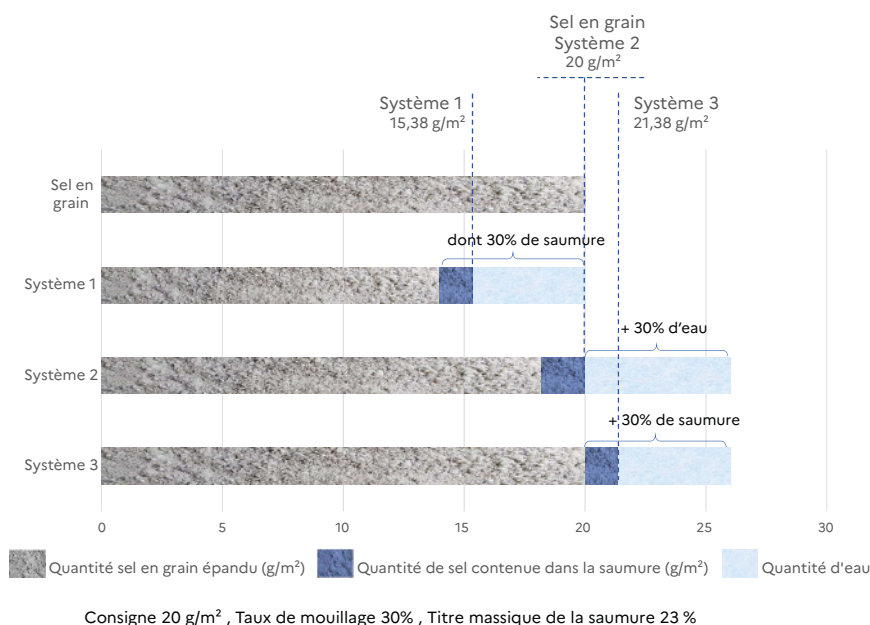 Sel en grain
Système 2
20 g/m²
Système 1
15,38 g/m²
Système 3
21,38 g/m²
Sel en
grain
dont 30% de saumure
Système 1
+ 30% d'eau
Système 2
+ 30% de saumure
Système 3
0 5 10 15 20 25 30
Quantité sel en grain épandu (g/m²) Quantité de sel contenue dans la saumure (g/m²) Quantité d'eau
Consigne 20 g/m² , Taux de mouillage 30% , Titre massique de la saumure 23 %